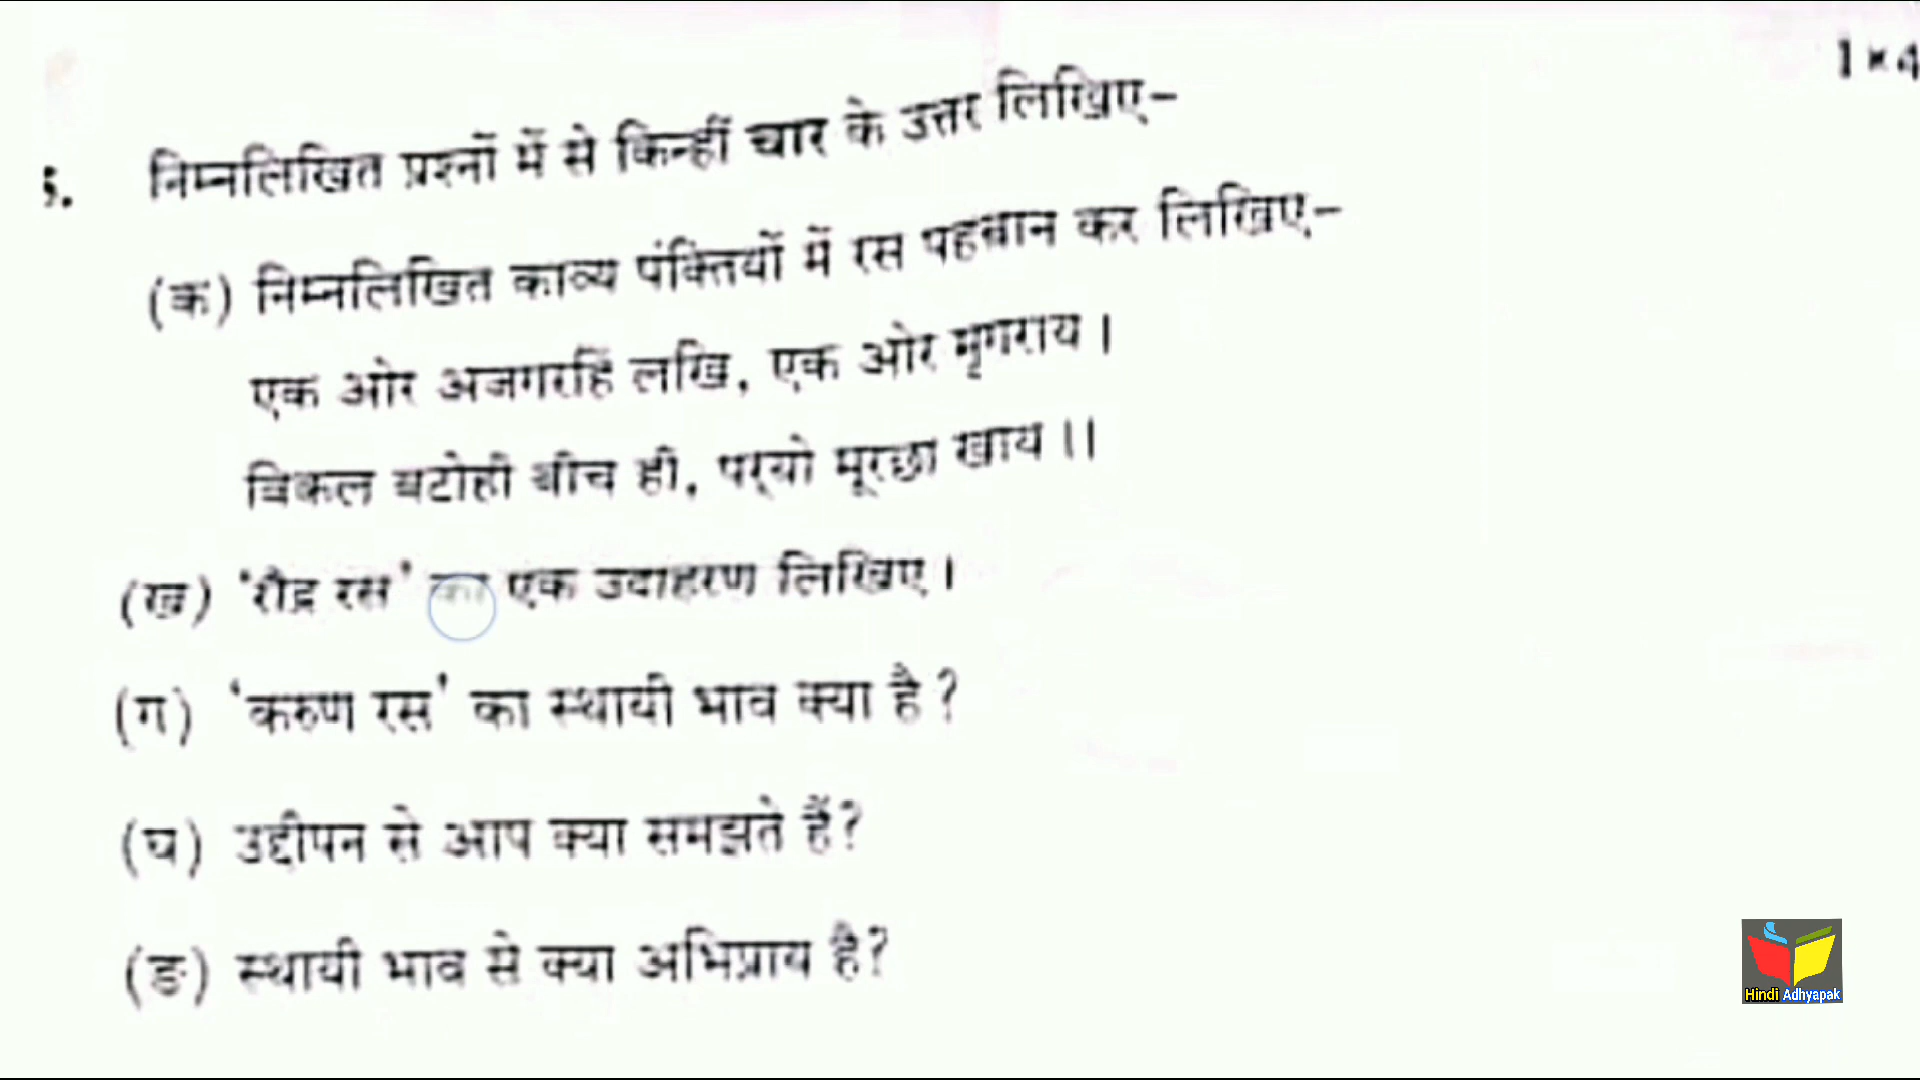 1×4
5. निम्नलिखित प्रश्नों में से किन्हीं चार के उत्तर लिखिए-
(क) निम्नलिखित काव्य पंक्तियों में रस पहचान कर लिखिए-
एक ओर अजगरहिं लखि, एक ओर मृगराय।
विकल बटोही बीच ही, पर्‌यो मूरछा खाय।।
(ख) 'रौद्र रस' का एक उदाहरण लिखिए।
(ग) 'करुण रस' का स्थायी भाव क्या है?
(घ) उद्दीपन से आप क्या समझते हैं?
(ङ) स्थायी भाव से क्या अभिप्राय है?
Hindi Adhyapak